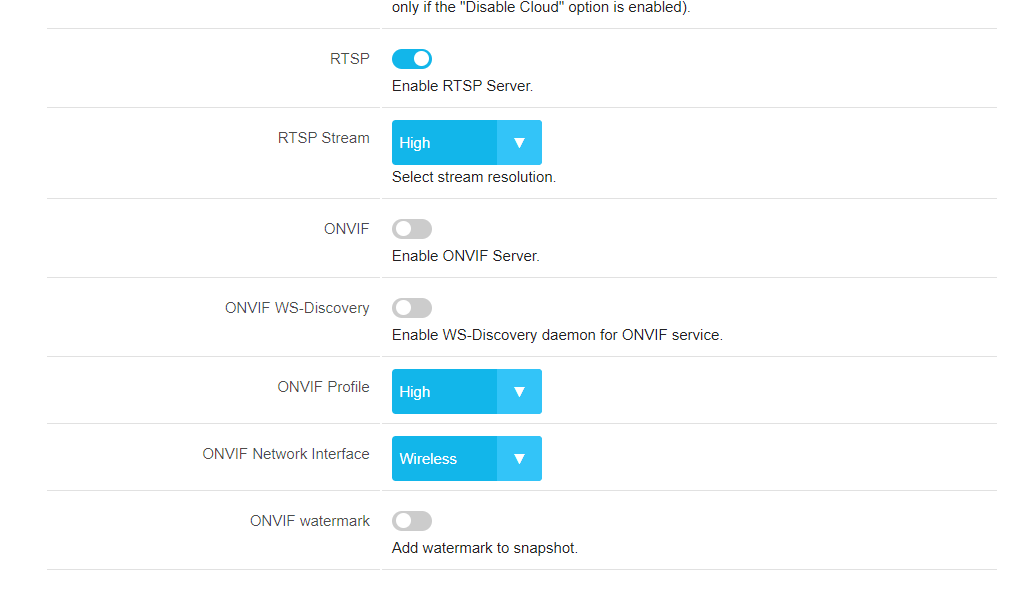 only if the "Disable Cloud" option is enabled).
RTSP
Enable RTSP Server.
RTSP Stream
High
Select stream resolution.
ONVIF
Enable ONVIF Server.
ONVIF WS-Discovery
Enable WS-Discovery daemon for ONVIF service.
ONVIF Profile
High
ONVIF Network Interface
Wireless
ONVIF watermark
Add watermark to snapshot.